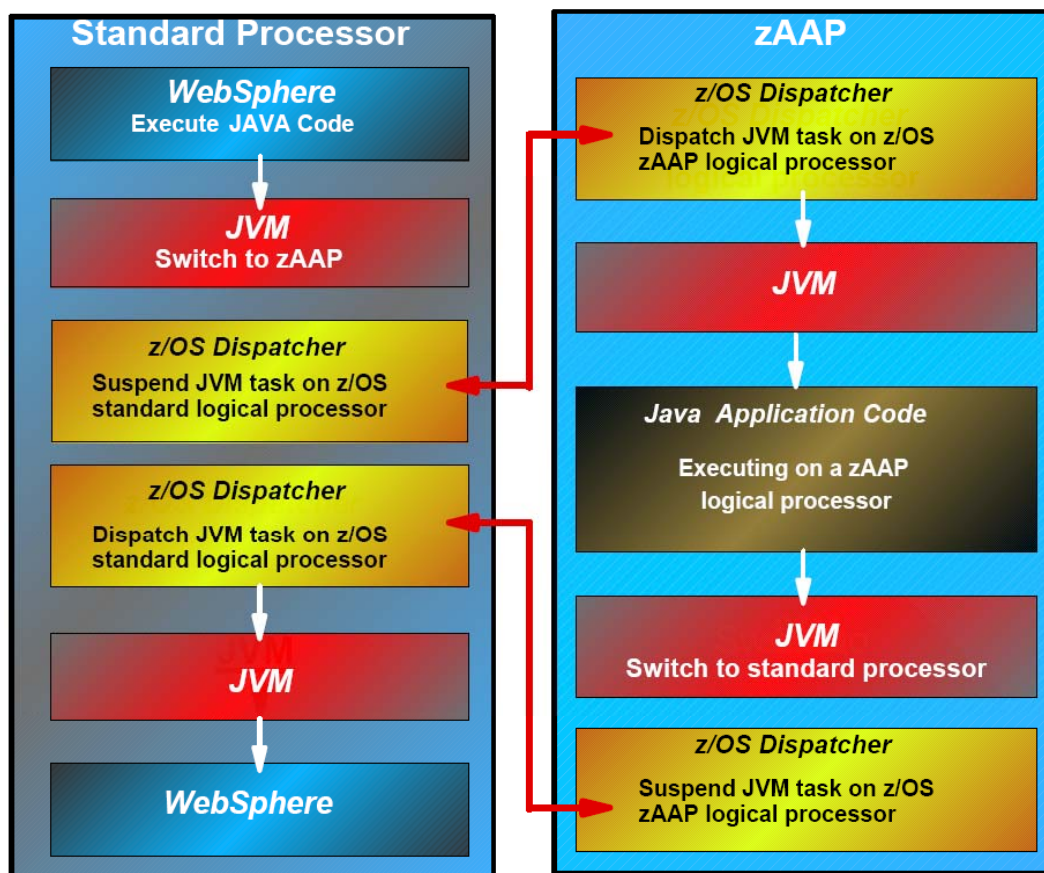 Standard Processor
WebSphere
Execute JAVA Code
JVM
Switch to zAAP
z/OS Dispatcher
Suspend JVM task on z/OS
standard logical processor
z/OS Dispatcher
Dispatch JVM task on z/OS
standard logical processor
JVM
WebSphere
zAAP
z/OS Dispatcher
Dispatch JVM task on z/OS
zAAP logical processor
JVM
Java Application Code
Executing on a zAAP
logical processor
JVM
Switch to standard processor
z/OS Dispatcher
Suspend JVM task on z/OS
zAAP logical processor